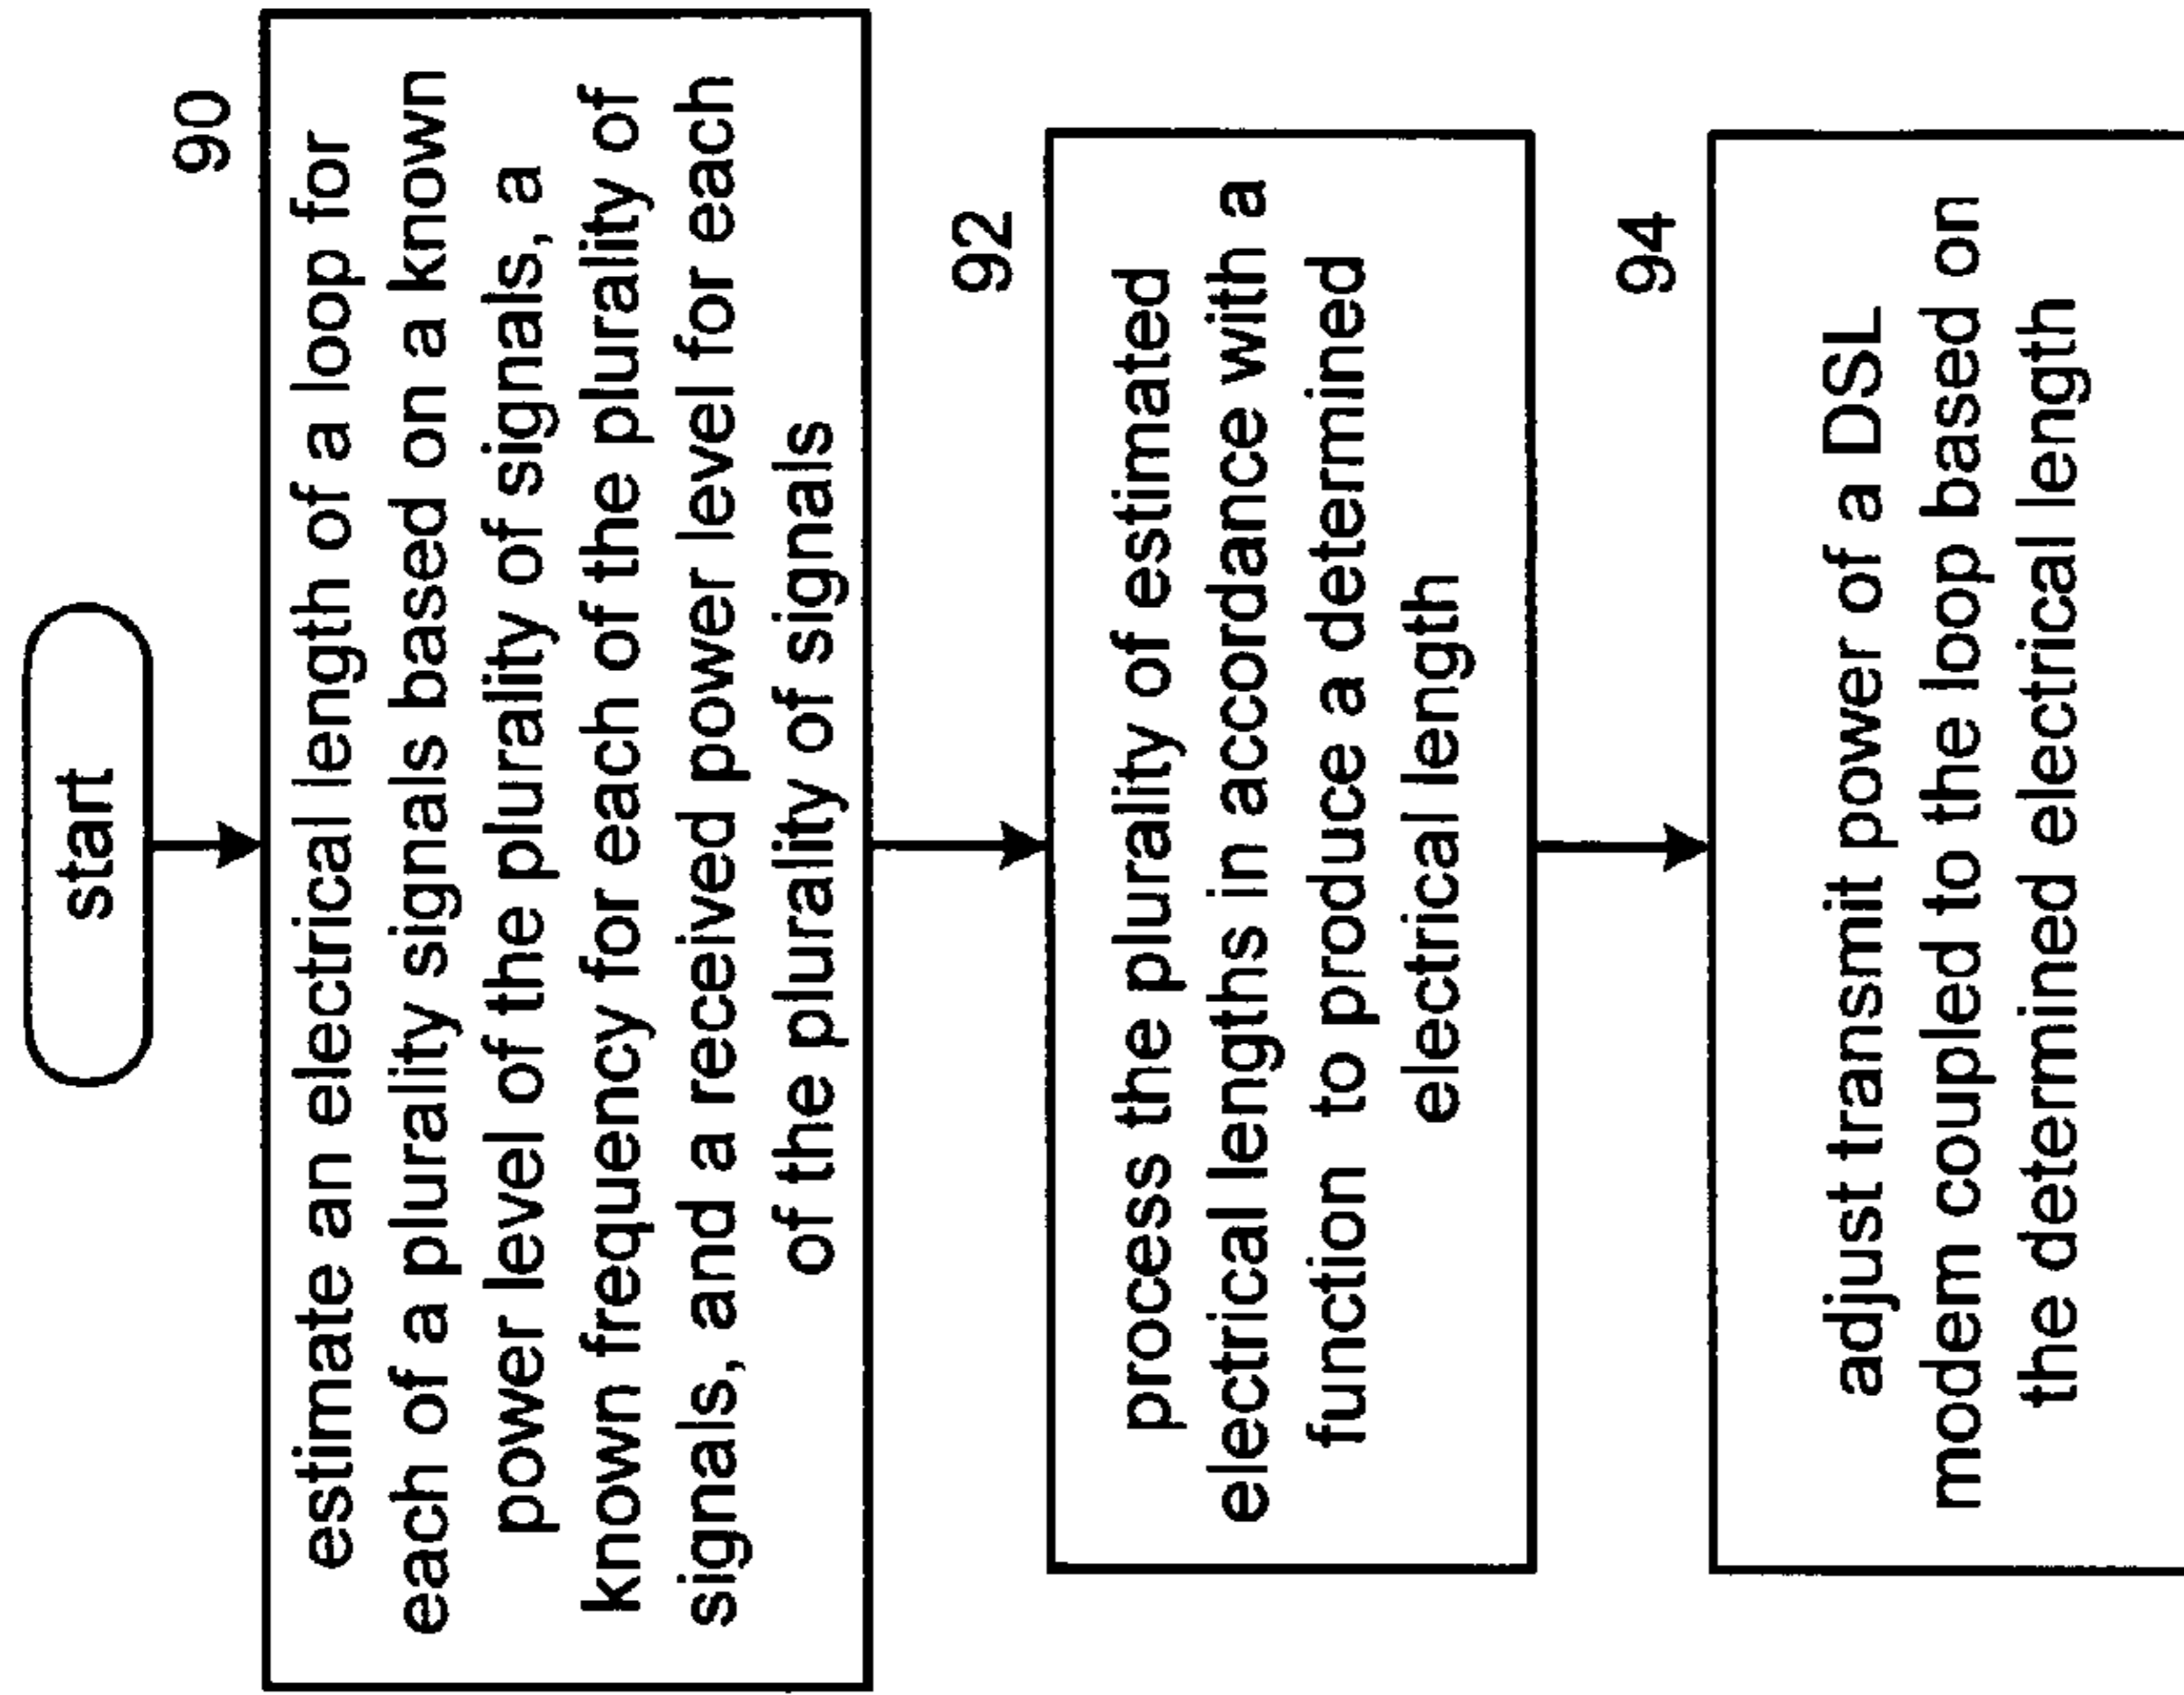 start
90
estimate an electrical length of a loop for
each of a plurality signals based on a known
power level of the plurality of signals, a
known frequency for each of the plurality of
signals, and a received power level for each
of the plurality of signals
92
process the plurality of estimated
electrical lengths in accordance with a
function to produce a determined
electrical length
94
adjust transmit power of a DSL
modem coupled to the loop based on
the determined electrical length